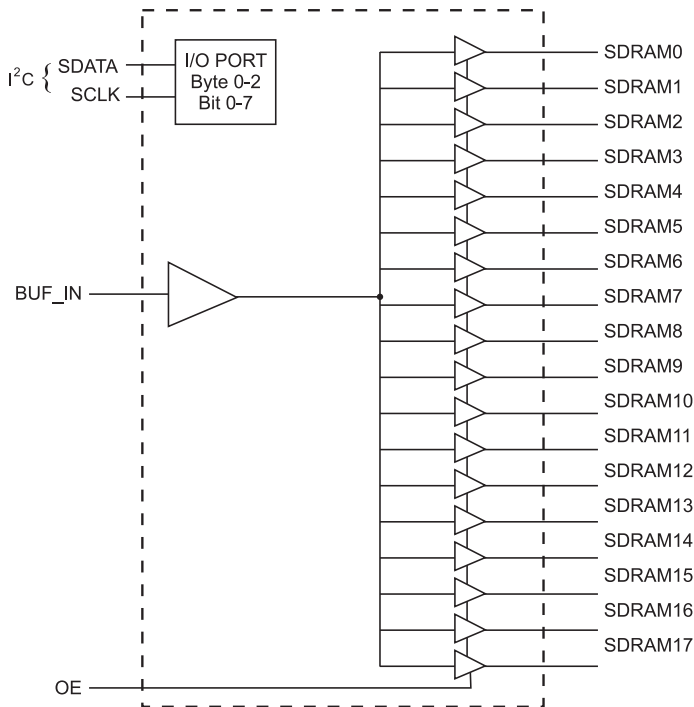 I²C { SDATA
SCLK
I/O PORT
Byte 0-2
Bit 0-7
BUF_IN
OE
SDRAM0
SDRAM1
SDRAM2
SDRAM3
SDRAM4
SDRAM5
SDRAM6
SDRAM7
SDRAM8
SDRAM9
SDRAM10
SDRAM11
SDRAM12
SDRAM13
SDRAM14
SDRAM15
SDRAM16
SDRAM17